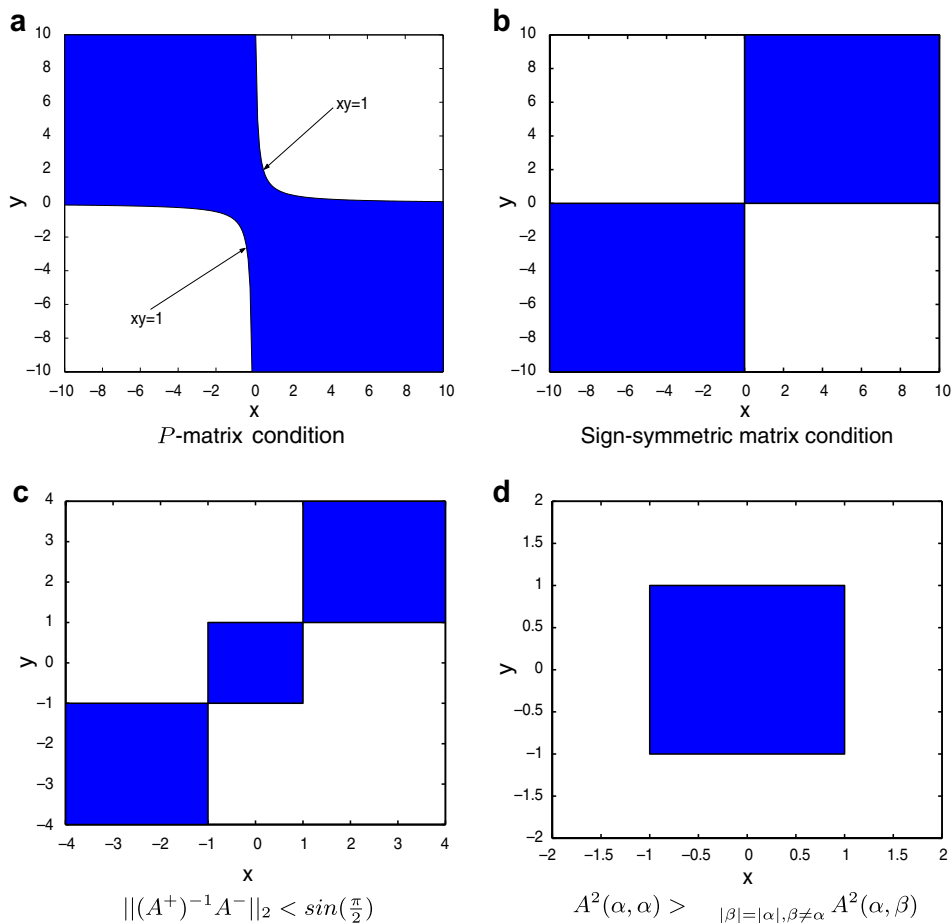 a
10
8
6
4
2
0
−2
−4
−6
−8
−10
y
xy=1
xy=1
−10 −8 −6 −4 −2 0 2 4 6 8 10
x
P-matrix condition
b
10
8
6
4
2
0
−2
−4
−6
−8
−10
y
−10 −8 −6 −4 −2 0 2 4 6 8 10
x
Sign-symmetric matrix condition
c
4
3
2
1
0
−1
−2
−3
−4
y
−4 −3 −2 −1 0 1 2 3 4
x
||(A⁺)⁻¹A⁻||₂ < sin(π/2)
d
2
1.5
1
0.5
0
−0.5
−1
−1.5
−2
y
−2 −1.5 −1 −0.5 0 0.5 1 1.5 2
x
A²(α, α) > |β|=|α|,β≠α A²(α, β)